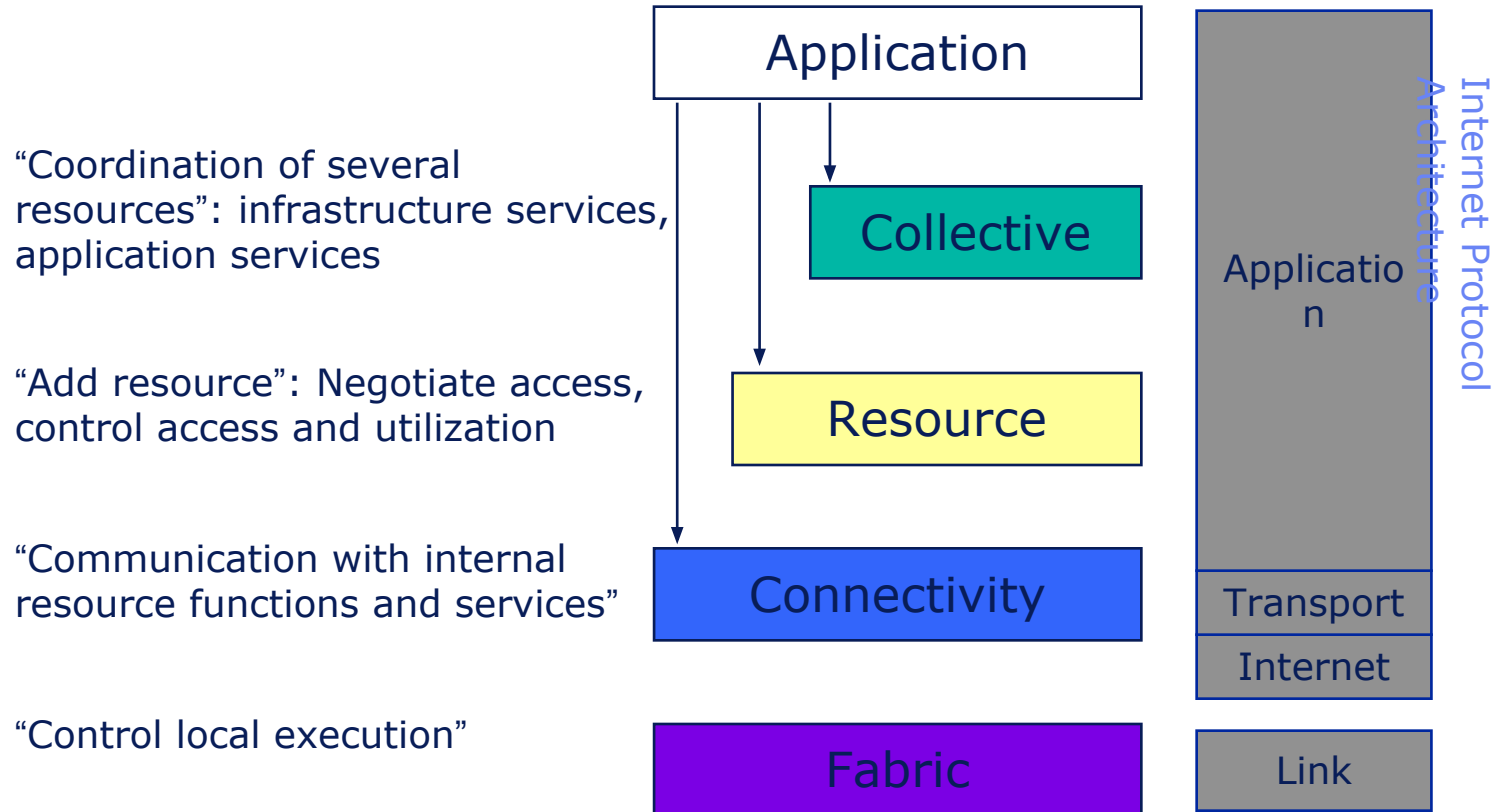 Application
“Coordination of several
resources”: infrastructure services,
application services
Collective
“Add resource”: Negotiate access,
control access and utilization
Resource
“Communication with internal
resource functions and services”
Connectivity
“Control local execution”
Fabric
Applicatio
n
Transport
Internet
Link
Internet Protocol
Architecture